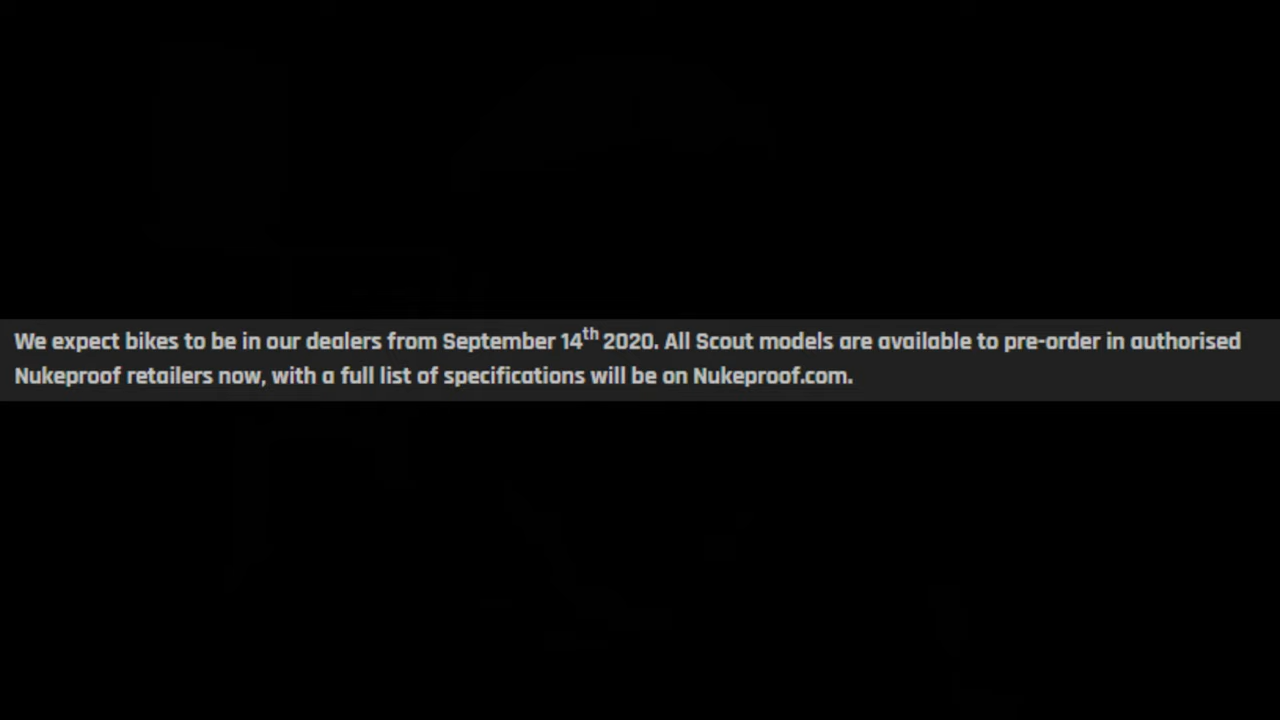 We expect bikes to be in our dealers from September 14th 2020. All Scout models are available to pre-order in authorised
Nukeproof retailers now, with a full list of specifications will be on Nukeproof.com.